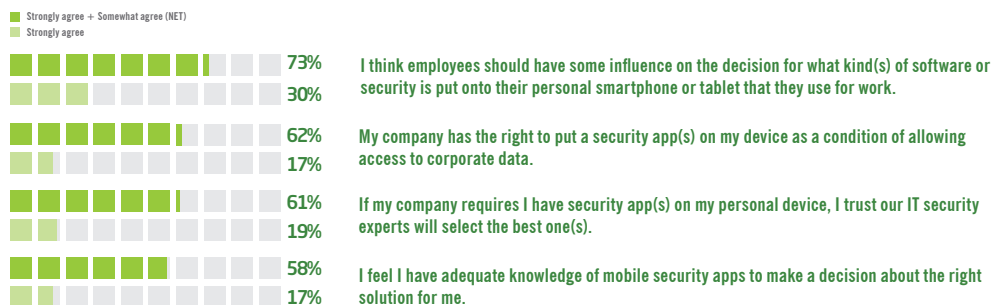 Strongly agree + Somewhat agree (NET)
Strongly agree
73%
I think employees should have some influence on the decision for what kind(s) of software or
30%
security is put onto their personal smartphone or tablet that they use for work.
62%
My company has the right to put a security app(s) on my device as a condition of allowing
17%
access to corporate data.
61%
If my company requires I have security app(s) on my personal device, I trust our IT security
19%
experts will select the best one(s).
58%
I feel I have adequate knowledge of mobile security apps to make a decision about the right
17%
solution for me.